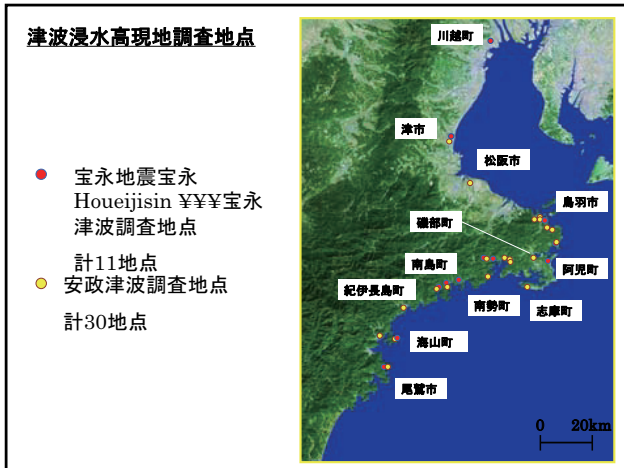 津波浸水高現地調査地点
宝永地震宝永
Houeijisin ¥¥¥宝永
津波調査地点
計11地点
安政津波調査地点
計30地点
川越町
津市
松阪市
鳥羽市
磯部町
南島町
阿児町
紀伊長島町
南勢町
志摩町
海山町
尾鷲市
0 20km